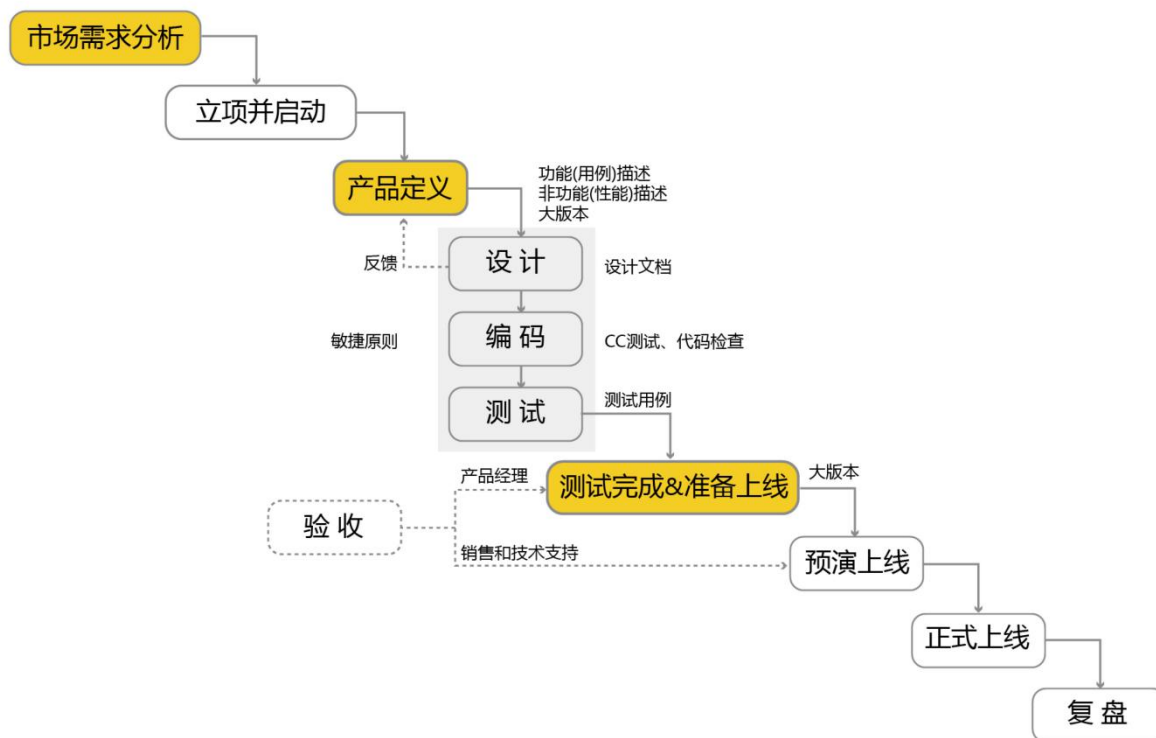 市场需求分析
立项并启动
产品定义
功能(用例)描述
非功能(性能)描述
大版本
反馈
设 计
设计文档
敏捷原则
编 码
CC测试、代码检查
测 试
测试用例
产品经理
测试完成&准备上线
大版本
验 收
销售和技术支持
预演上线
正式上线
复 盘